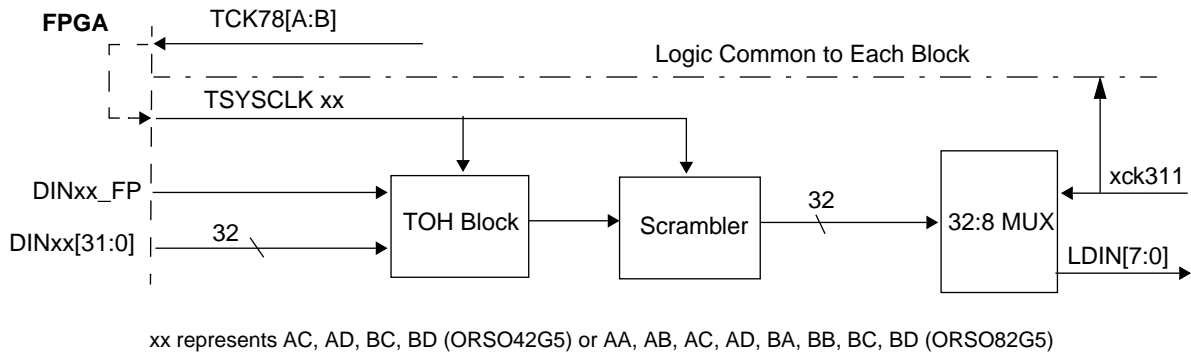 FPGA
TCK78[A:B]
Logic Common to Each Block
TSYSCLK xx
DINxx_FP
DINxx[31:0]
32
TOH Block
Scrambler
32
32:8 MUX
xck311
LDIN[7:0]
xx represents AC, AD, BC, BD (ORSO42G5) or AA, AB, AC, AD, BA, BB, BC, BD (ORSO82G5)